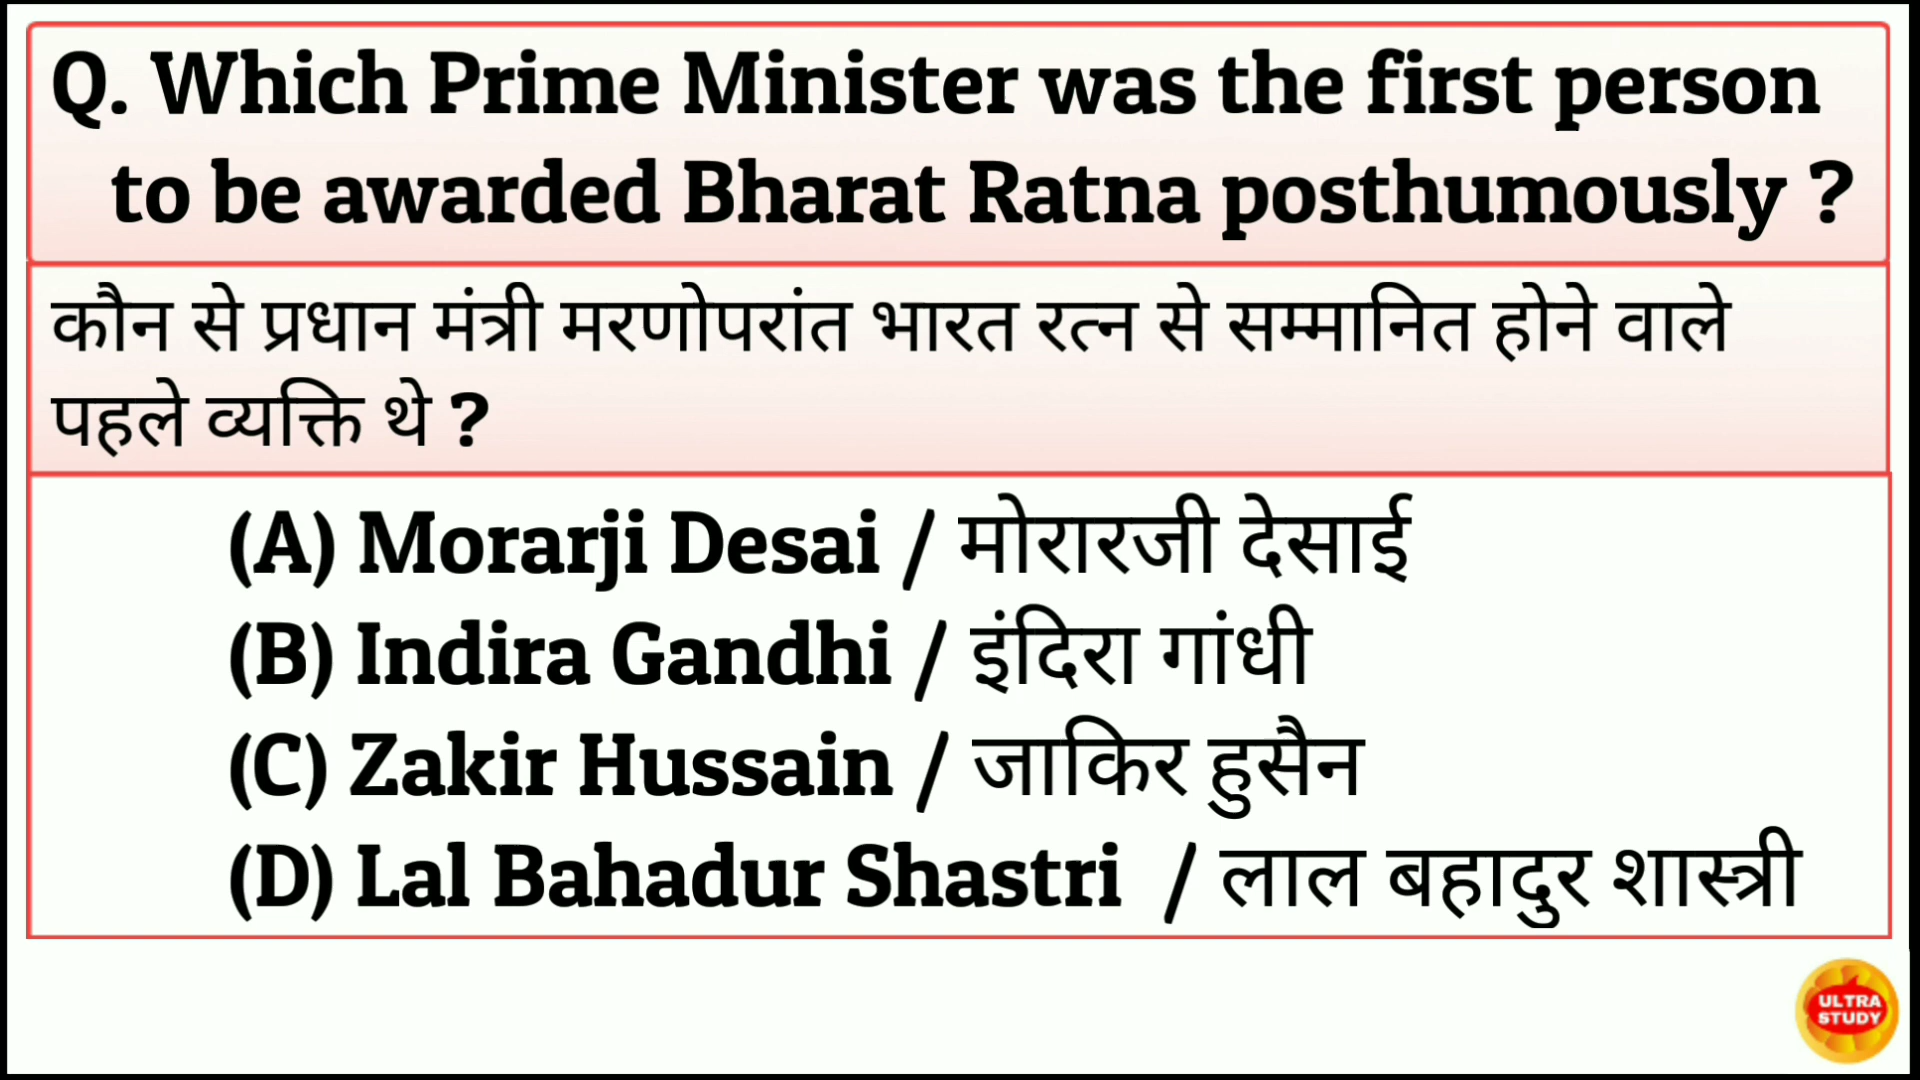 Q. Which Prime Minister was the first person
to be awarded Bharat Ratna posthumously ?
कौन से प्रधान मंत्री मरणोपरांत भारत रत्न से सम्मानित होने वाले
पहले व्यक्ति थे ?
(A) Morarji Desai / मोरारजी देसाई
(B) Indira Gandhi / इंदिरा गांधी
(C) Zakir Hussain / जाकिर हुसैन
(D) Lal Bahadur Shastri / लाल बहादुर शास्त्री
ULTRA
STUDY